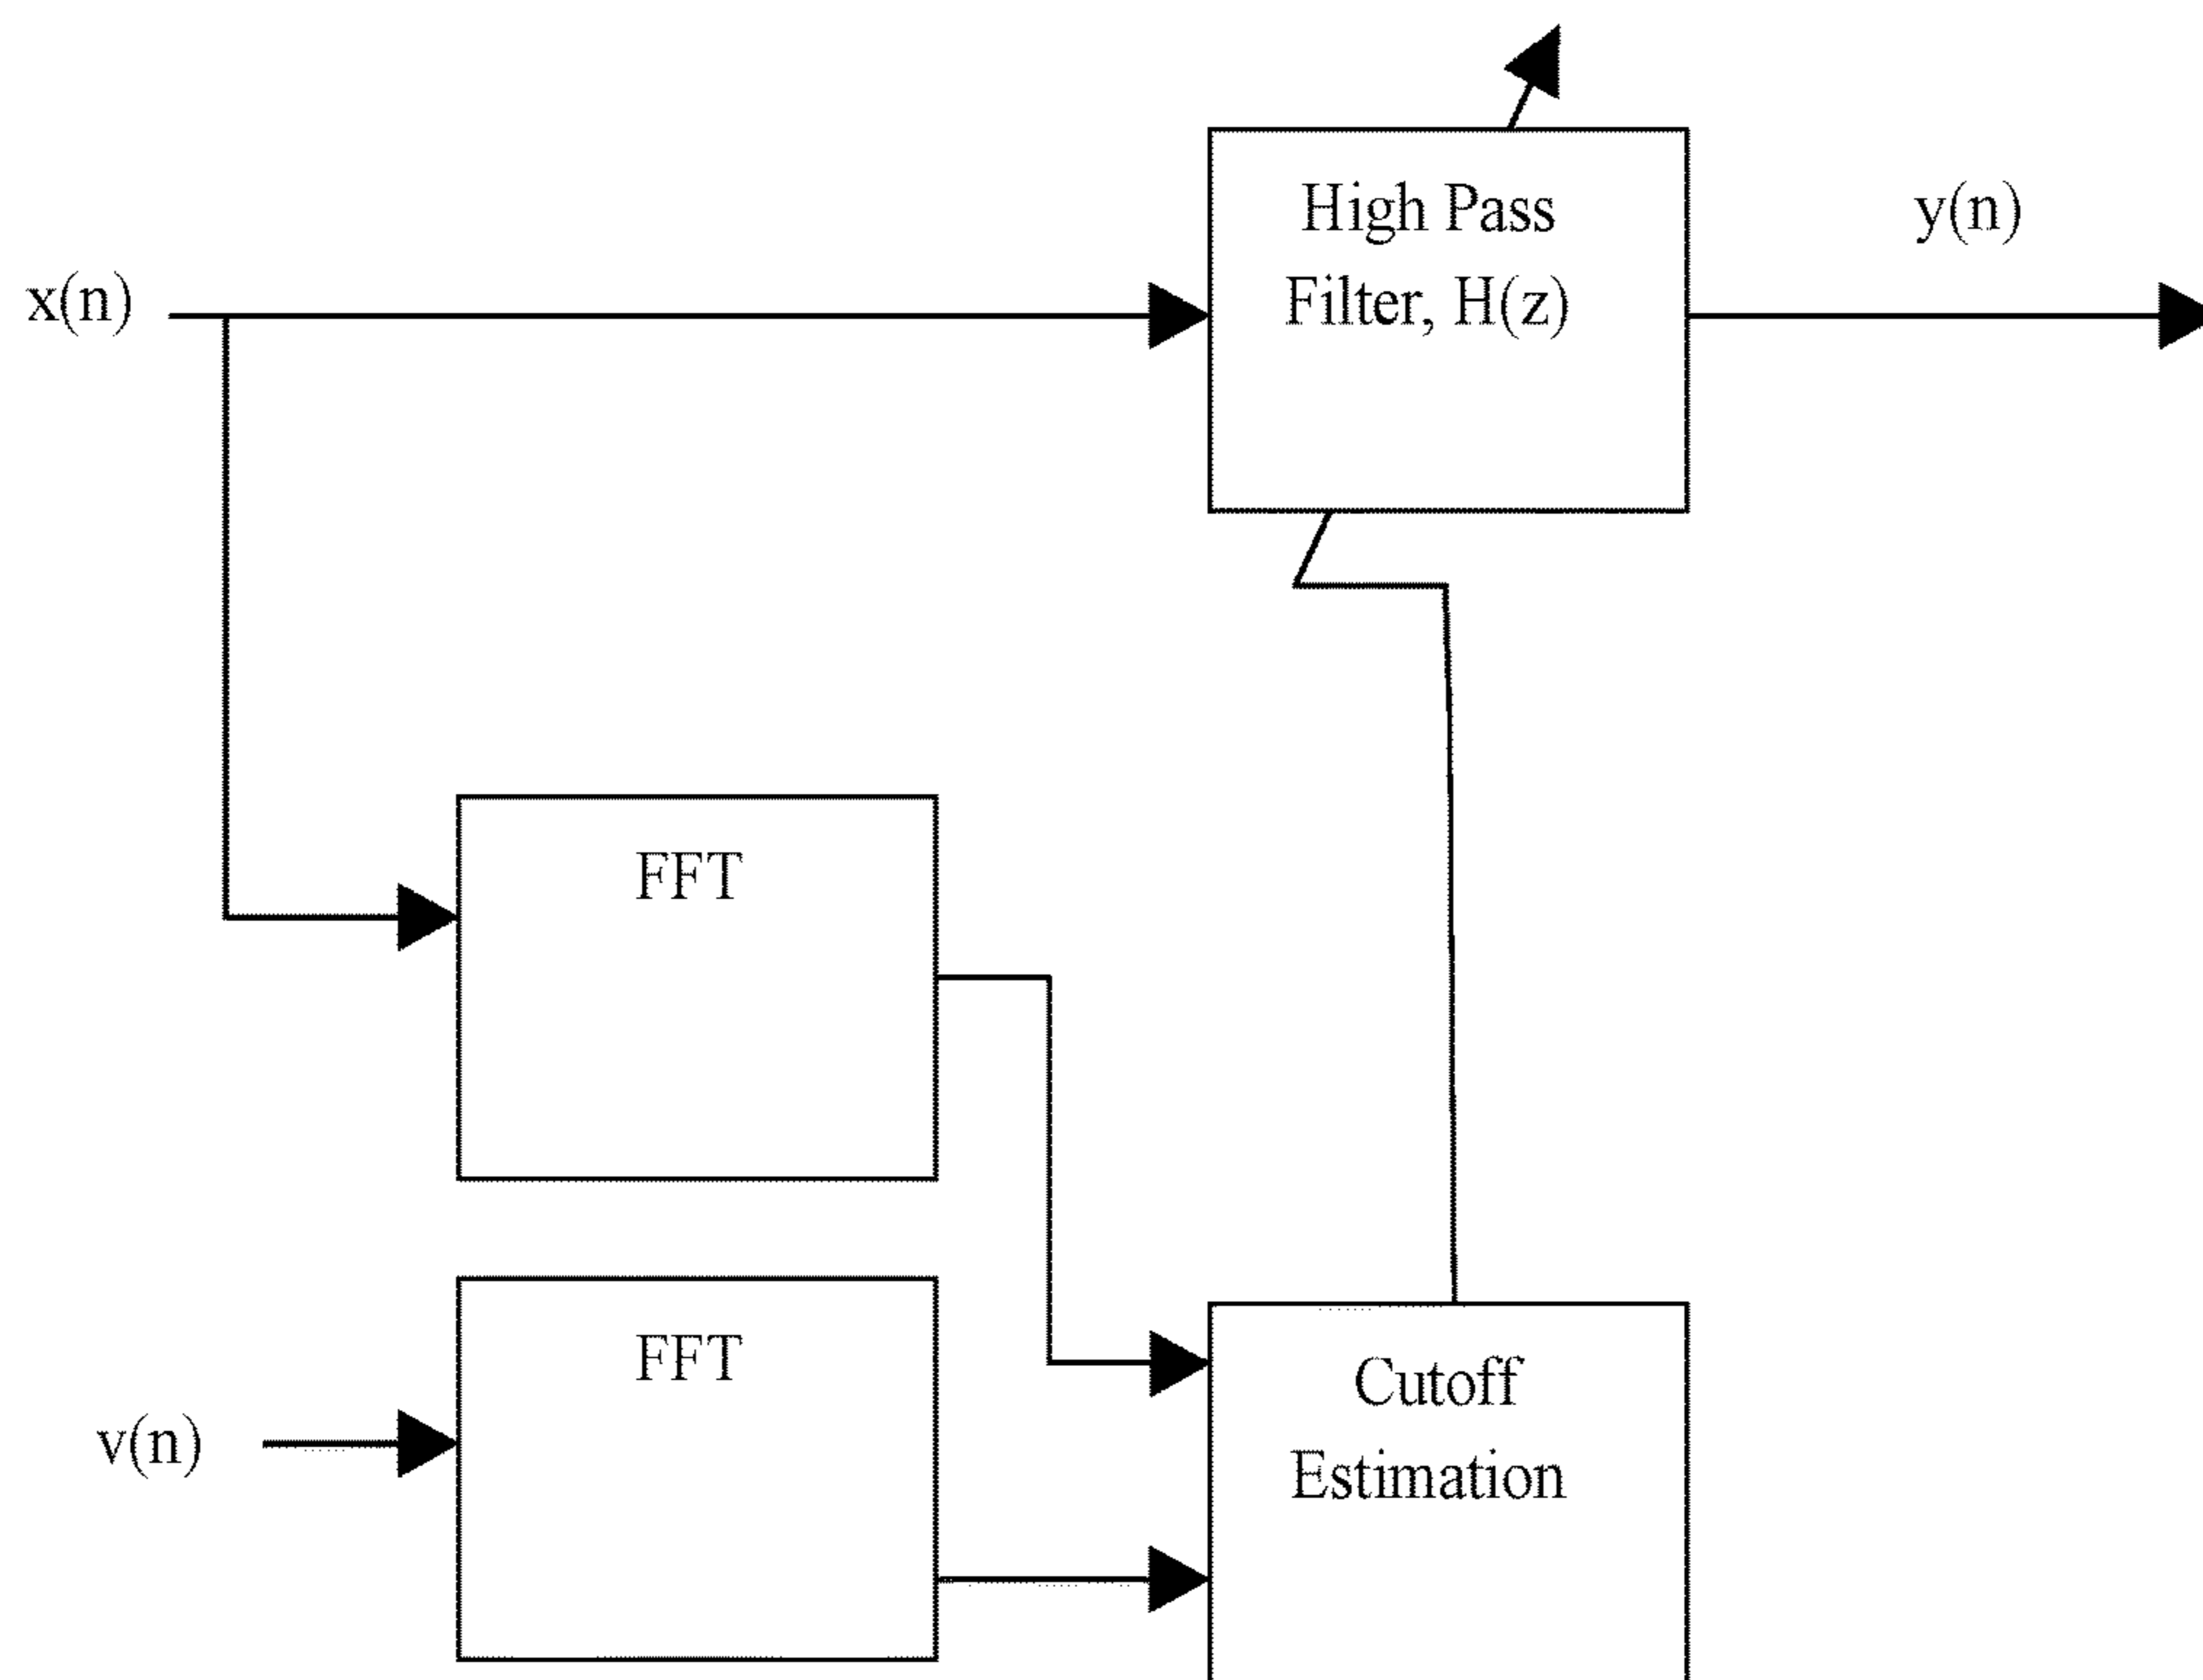 High Pass
Filter, H(z)
y(n)
x(n)
FFT
FFT
v(n)
Cutoff
Estimation